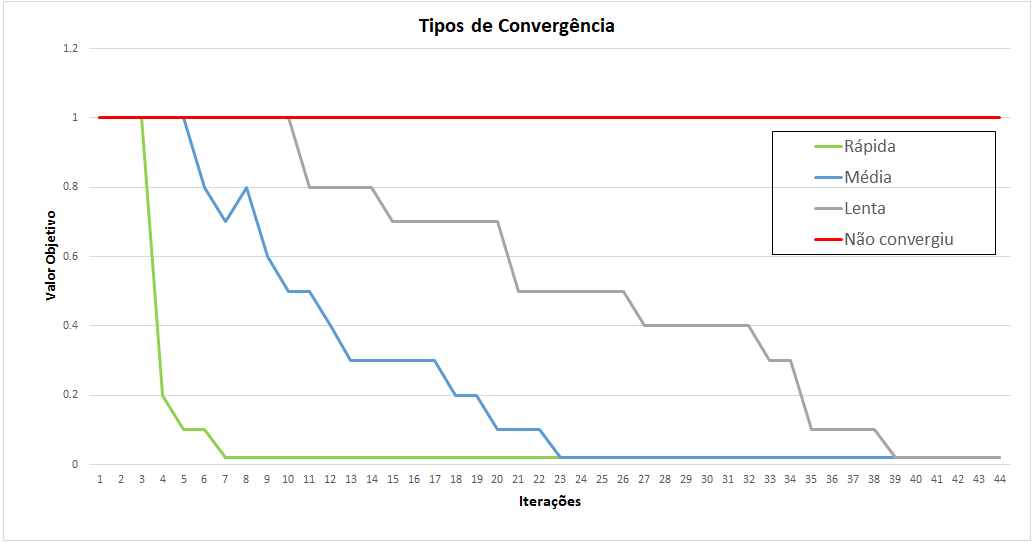 Tipos de Convergência
1.2
1
0.8
0.6
0.4
0.2
0
Valor Objetivo
Rápida
Média
Lenta
Não convergiu
1 2 3 4 5 6 7 8 9 10 11 12 13 14 15 16 17 18 19 20 21 22 23 24 25 26 27 28 29 30 31 32 33 34 35 36 37 38 39 40 41 42 43 44
Iterações